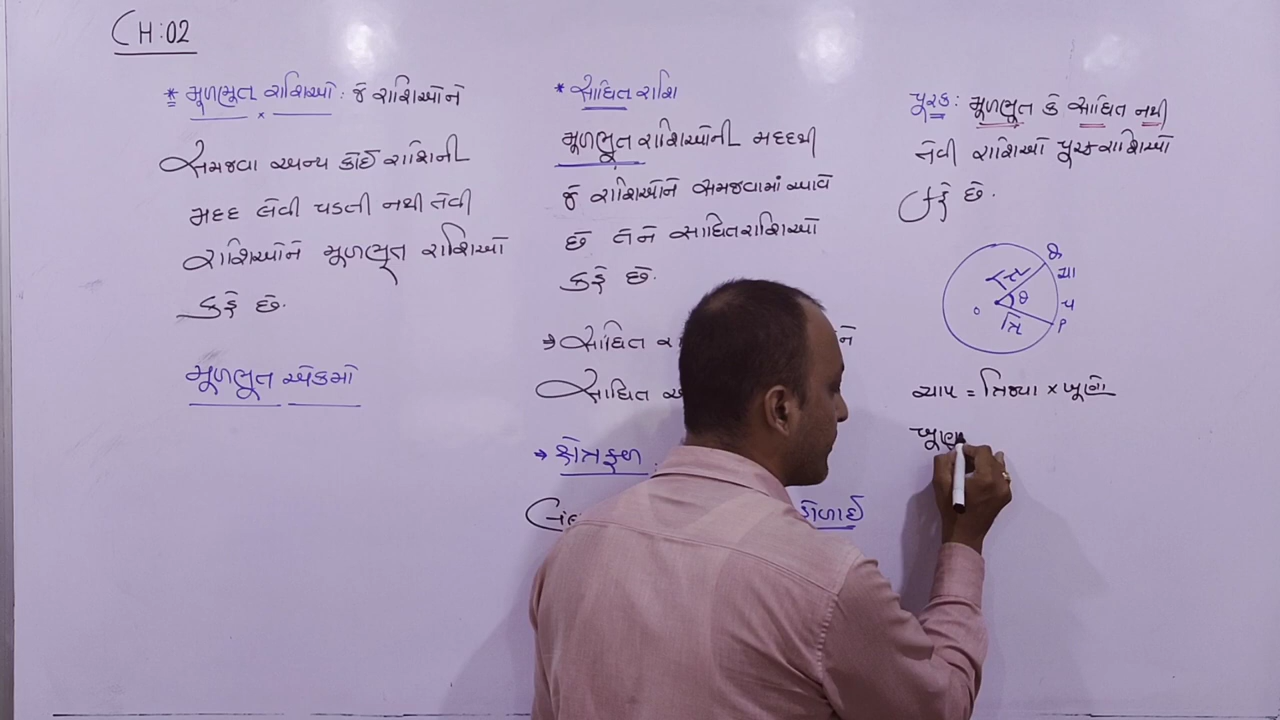 CH:02
* મૂળભૂત રાશિઓ : જે રાશિઓને
સમજવા અન્ય કોઈ રાશિની
મદદ લેવી પડતી નથી તેવી
રાશિઓને મૂળભૂત રાશિઓ
કહે છે.
મૂળભૂત એકમો
* સાધિત રાશિ
મૂળભૂત રાશિઓની મદદથી
જે રાશિઓને સમજવામાં આવે
છે તેને સાધિતરાશિઓ
કહે છે.
→ સાધિત
સાધિત
→ ક્ષેત્રફળ :
પૂરક : મૂળભૂત કે સાધિત નથી
તેવી રાશિઓ પૂરકરાશિઓ
કહે છે.
θ
P
ચાપ = ત્રિજ્યા × ખૂણો